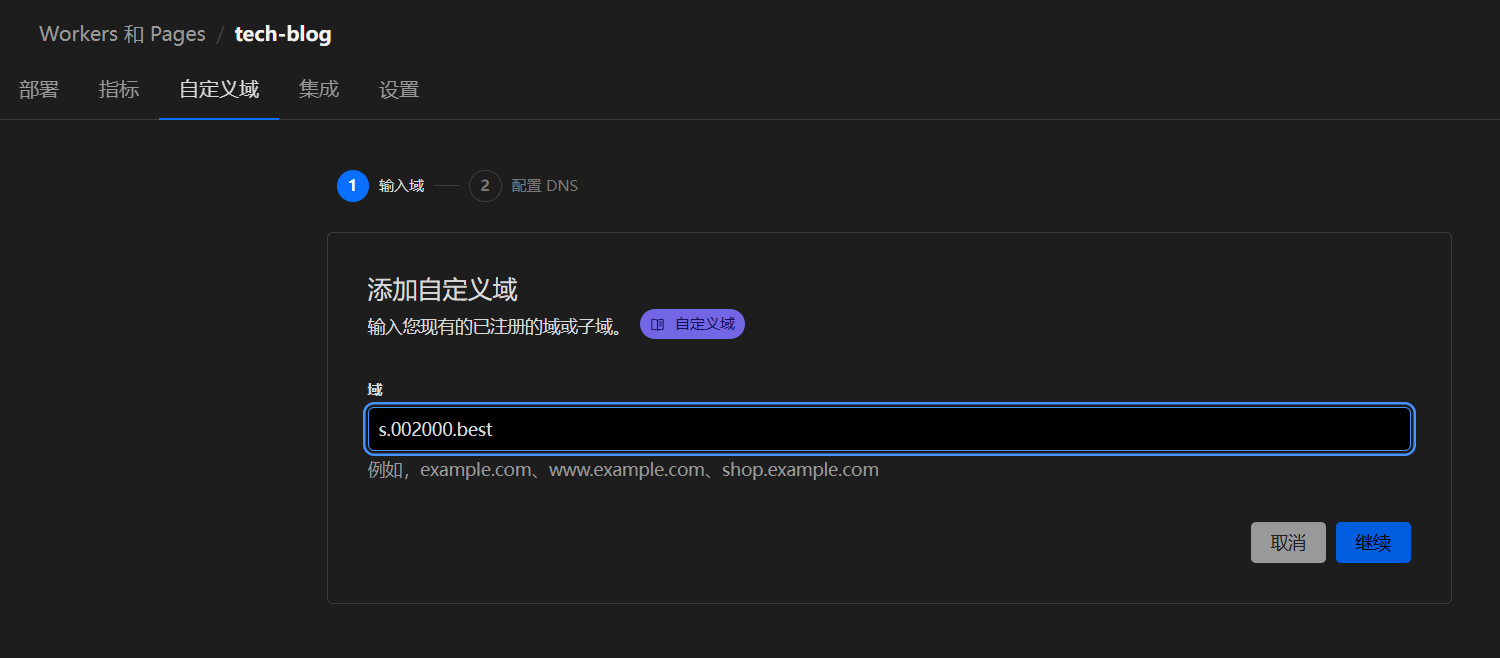 Workers 和 Pages / tech-blog
部署 指标 自定义域 集成 设置
1 输入域 2 配置 DNS
添加自定义域
输入您现有的已注册的域或子域。 自定义域
域
s.002000.best
例如，example.com、www.example.com、shop.example.com
取消 继续